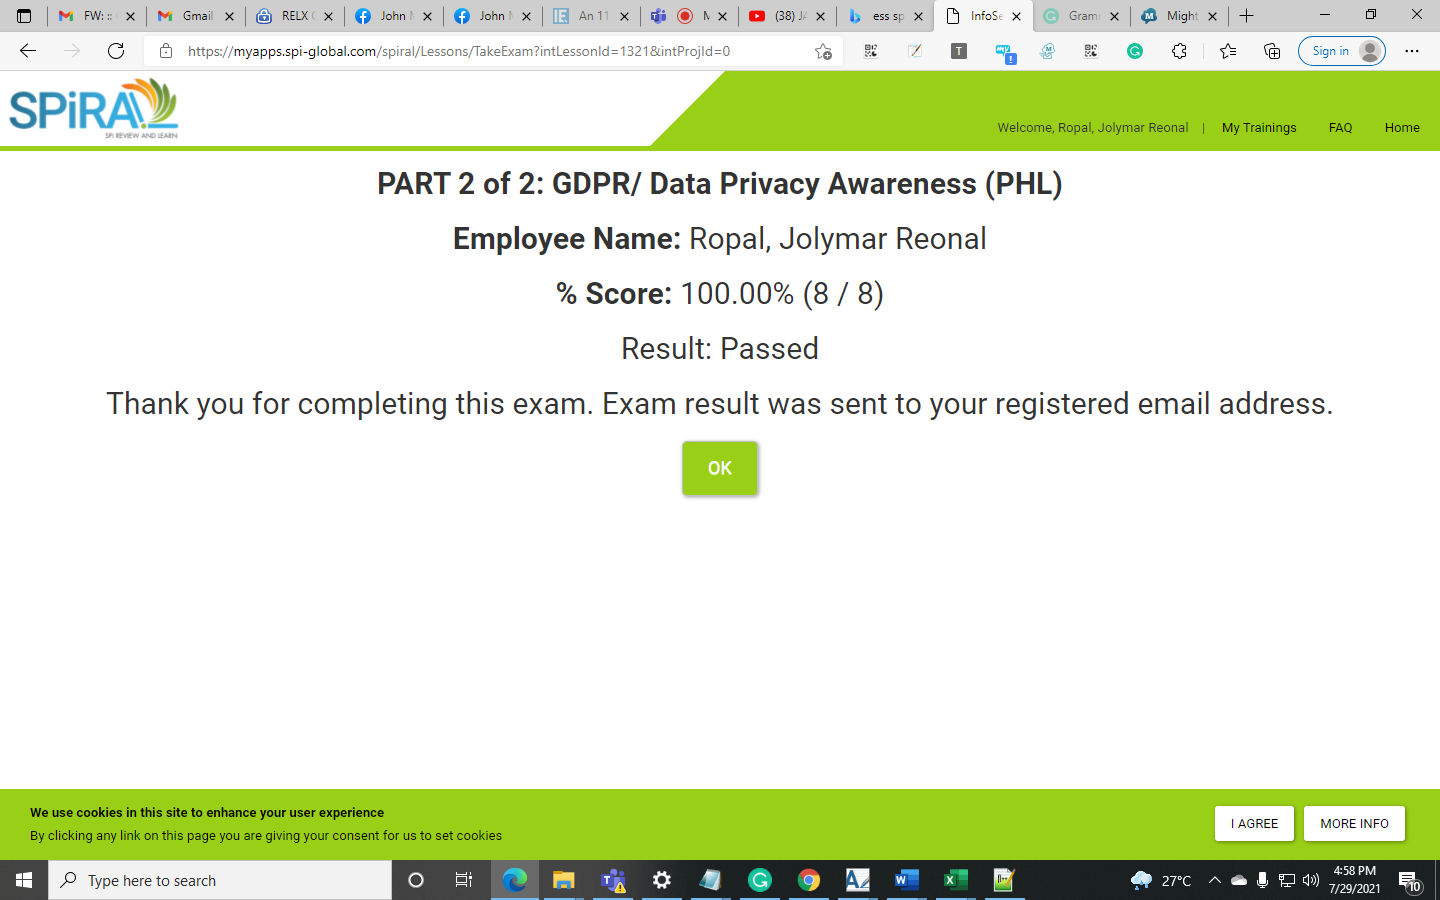 FW: ::
Gmail
RELX
John
John
An 11
(38)
ess sp
InfoSe
Gram
Might
https://myapps.spi-global.com/spiral/Lessons/TakeExam?intLessonId=1321&intProjId=0
Sign in
SPiRAL
SPI REVIEW AND LEARN
Welcome, Ropal, Jolymar Reonal | My Trainings FAQ Home
PART 2 of 2: GDPR/ Data Privacy Awareness (PHL)
Employee Name: Ropal, Jolymar Reonal
% Score: 100.00% (8 / 8)
Result: Passed
Thank you for completing this exam. Exam result was sent to your registered email address.
OK
We use cookies in this site to enhance your user experience
By clicking any link on this page you are giving your consent for us to set cookies
I AGREE
MORE INFO
Type here to search
27°C
4:58 PM
7/29/2021
10